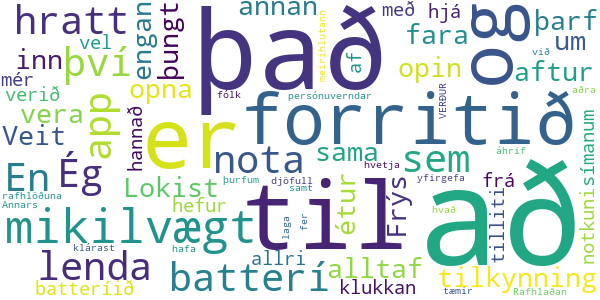 hratt
því
inn
vel
mér
verið
vera
Veit
En
Ég
app
engan
þungt
opna
hannað
annan
það
er
forritið
og
með
hjá
fara
af
opin
um
þarf
við
aftur
aðra
meirihlutann
fólk
persónuverndar
VERÐUR
nota
sama
sem
frá
símanum
áhrif
mikilvægt
Lokist
hefur
rafhlöðuna
Annars
þurfum
djöfull
samt
til
étur
Frýs
hvetja
yfirgefa
að
tilliti
notkun
lenda
batterí
alltaf
tilkynning
allri
klukkan
batteríið
klárast
hafa
laga
fer
hvað
tæmir
Rafhlaðan